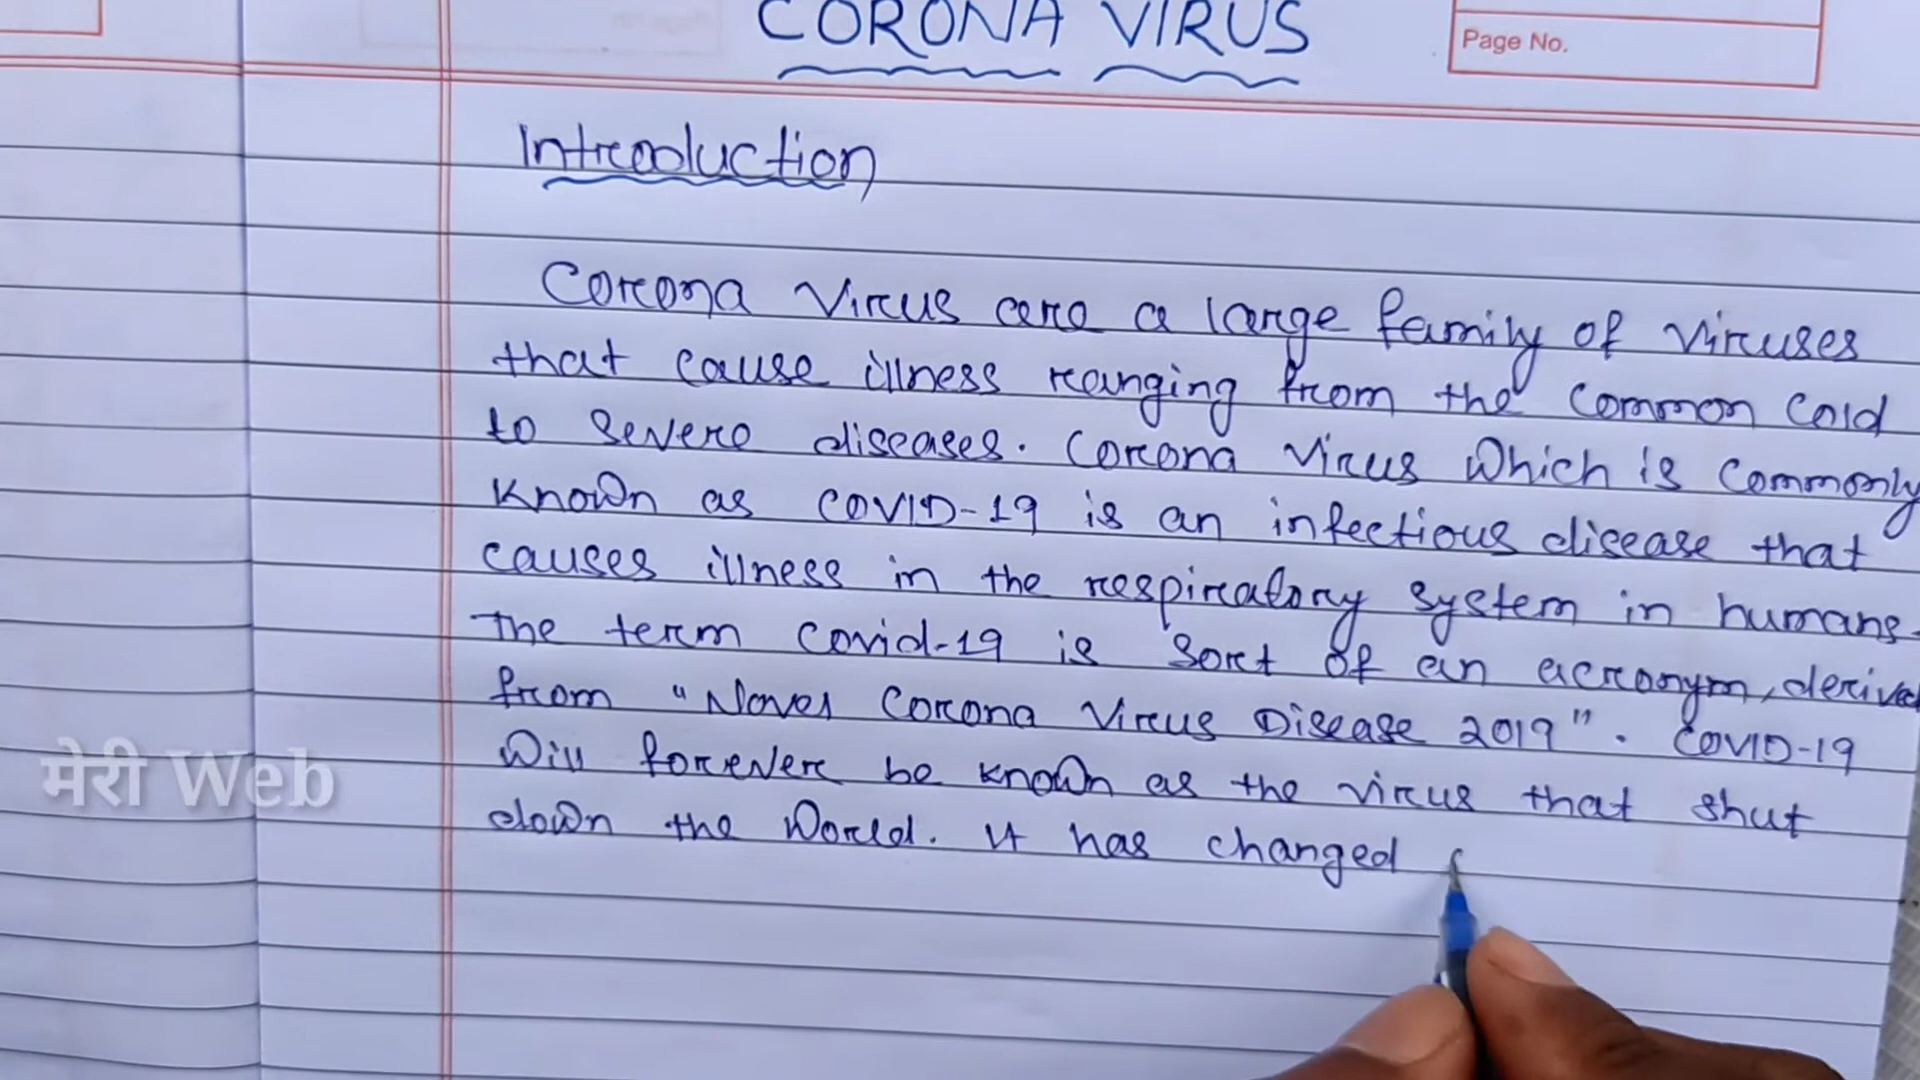 CORONA VIRUS
Page No.
Introduction
Corona Virus are a large family of viruses
that cause illness ranging from the common cold
to severe diseases. Corona virus which is commonly
known as COVID-19 is an infectious disease that
causes illness in the respiratory system in humans.
The term Covid-19 is sort of an acronym, derived
from "Novel Corona Virus Disease 2019". COVID-19
Will forever be known as the virus that shut
down the World. It has changed
मेरी Web